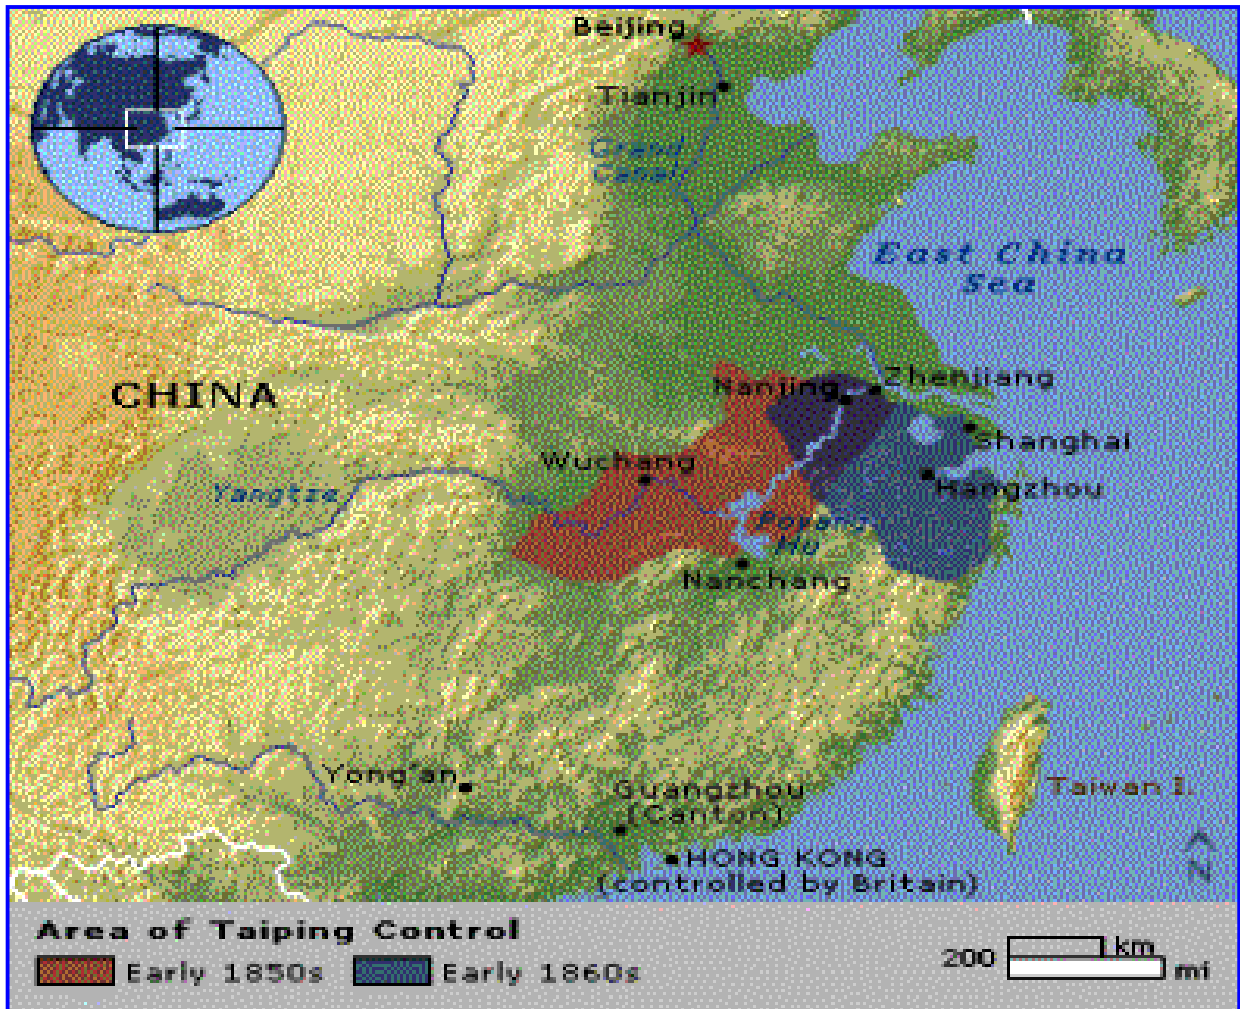 Beijing
Tianjin
Grand
Canal
East China
Sea
CHINA
Nanjing
Zhenjiang
Shanghai
Wuchang
Yangtze
Hangzhou
Poyang
Hu
Nanchang
Yong'an
Guangzhou
(Canton)
Taiwan I.
HONG KONG
(controlled by Britain)
N
Area of Taiping Control
Early 1850s
Early 1860s
200
km
mi